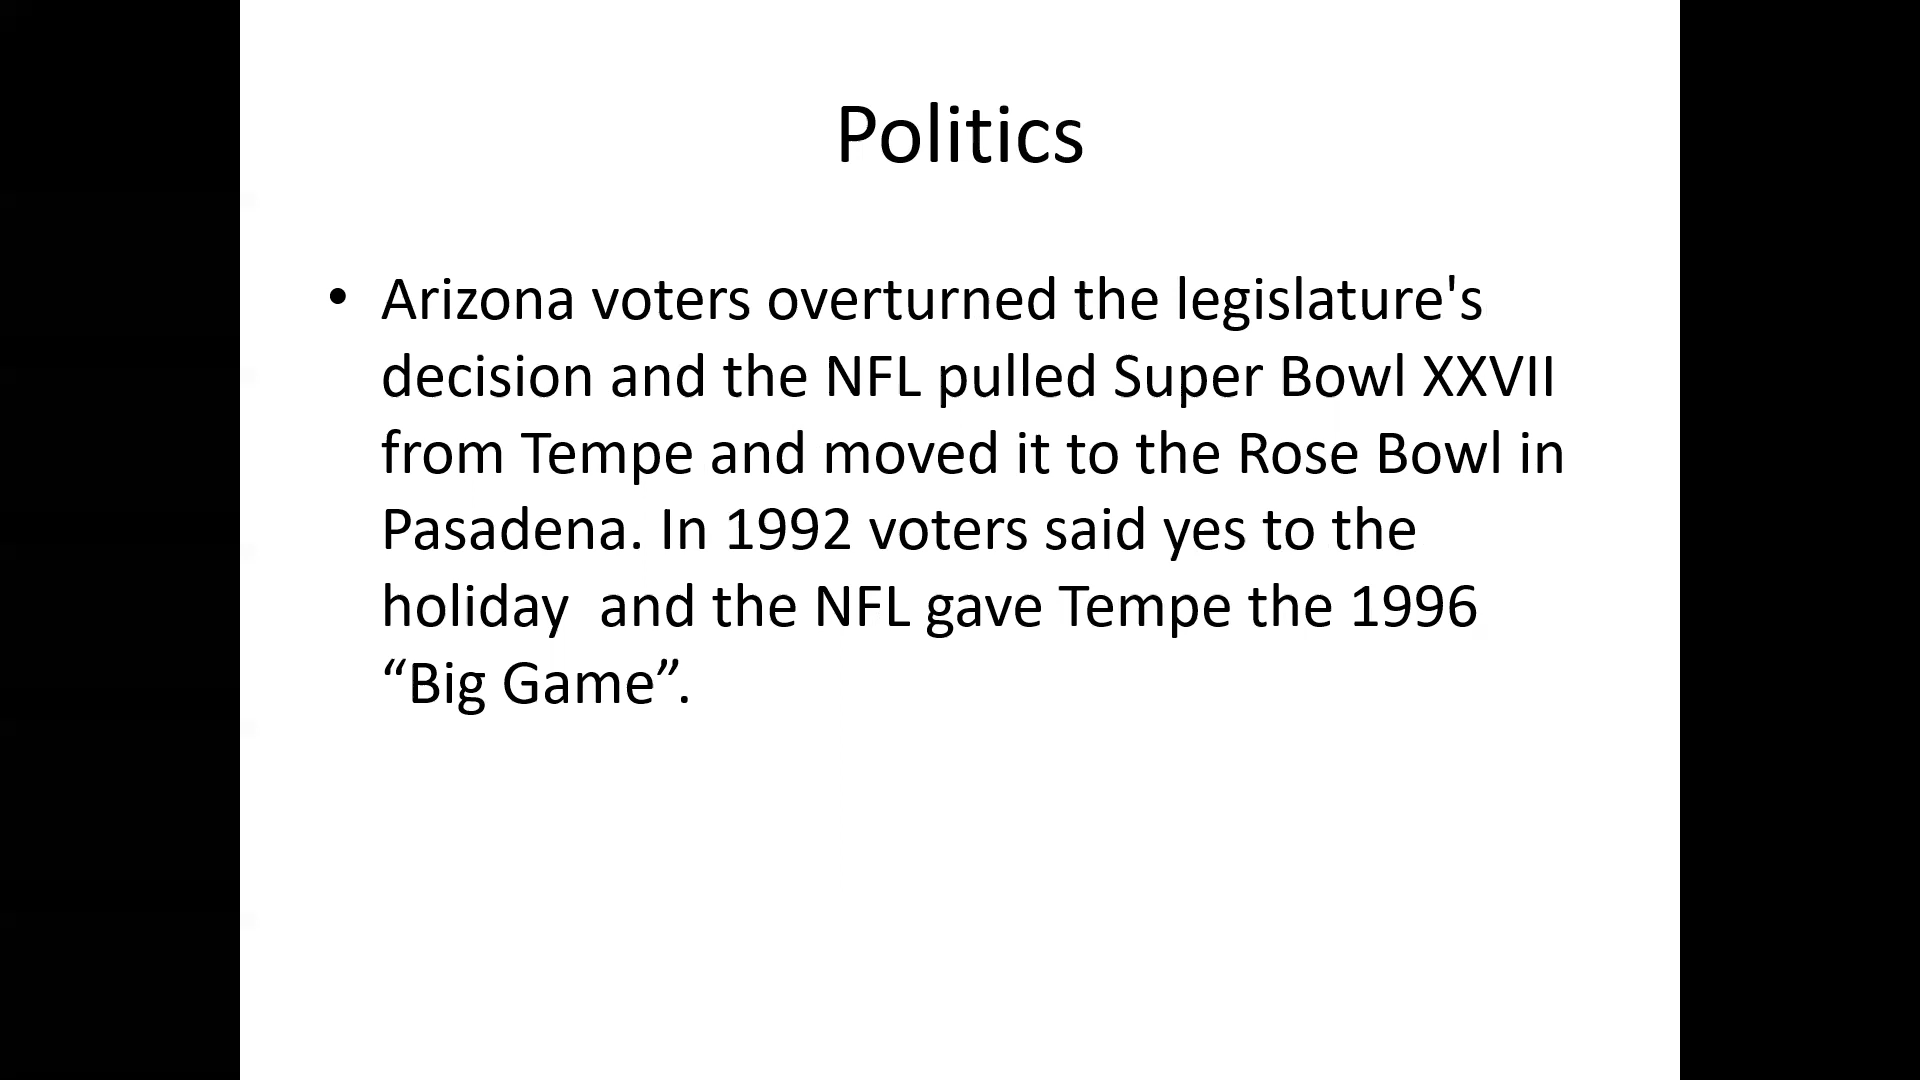 Politics
• Arizona voters overturned the legislature's
decision and the NFL pulled Super Bowl XXVII
from Tempe and moved it to the Rose Bowl in
Pasadena. In 1992 voters said yes to the
holiday  and the NFL gave Tempe the 1996
“Big Game”.